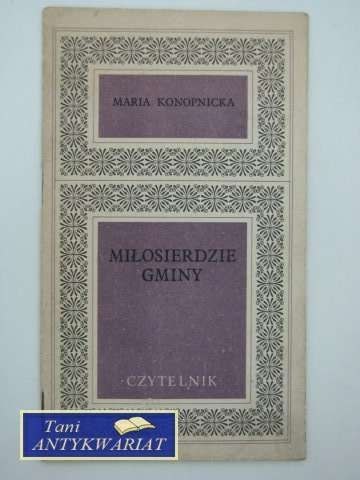 MARIA KONOPNICKA
MIŁOSIERDZIE
GMINY
CZYTELNIK
Tani
ANTYKWARIAT